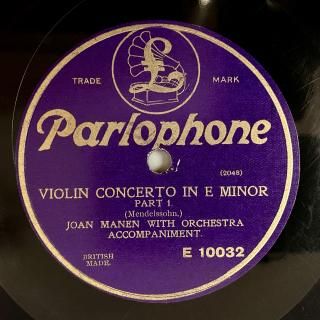 TRADE MARK
Parlophone
(2048)
VIOLIN CONCERTO IN E MINOR
PART 1.
(Mendelssohn.)
JOAN MANEN WITH ORCHESTRA
ACCOMPANIMENT.
BRITISH
MADE.
E 10032